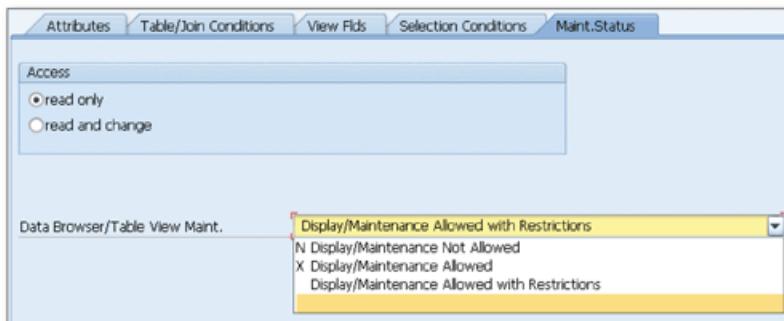 Attributes Table/Join Conditions View Flds Selection Conditions Maint.Status
Access
read only
read and change
Data Browser/Table View Maint. Display/Maintenance Allowed with Restrictions
N Display/Maintenance Not Allowed
X Display/Maintenance Allowed
Display/Maintenance Allowed with Restrictions